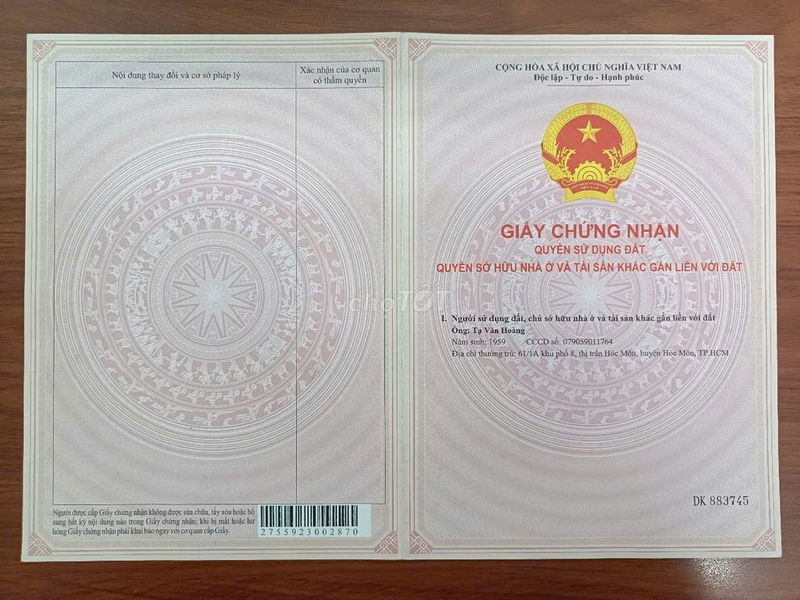 Nội dung thay đổi và cơ sở pháp lý
Xác nhận của cơ quan
có thẩm quyền
Người được cấp Giấy chứng nhận không được sửa chữa, tẩy xóa hoặc bổ
sung bất kỳ nội dung nào trong Giấy chứng nhận; khi bị mất hoặc hư
hỏng Giấy chứng nhận phải khai báo ngay với cơ quan cấp Giấy.
2755923002870
CỘNG HÒA XÃ HỘI CHỦ NGHĨA VIỆT NAM
Độc lập - Tự do - Hạnh phúc
VIỆT NAM
GIẤY CHỨNG NHẬN
QUYỀN SỬ DỤNG ĐẤT
QUYỀN SỞ HỮU NHÀ Ở VÀ TÀI SẢN KHÁC GẮN LIỀN VỚI ĐẤT
choTỐT
I. Người sử dụng đất, chủ sở hữu nhà ở và tài sản khác gắn liền với đất
Ông: Tạ Văn Hoàng
Năm sinh: 1959 CCCD số: 079059011764
Địa chỉ thường trú: 61/1A khu phố 8, thị trấn Hóc Môn, huyện Hóc Môn, TP.HCM
DK 883745